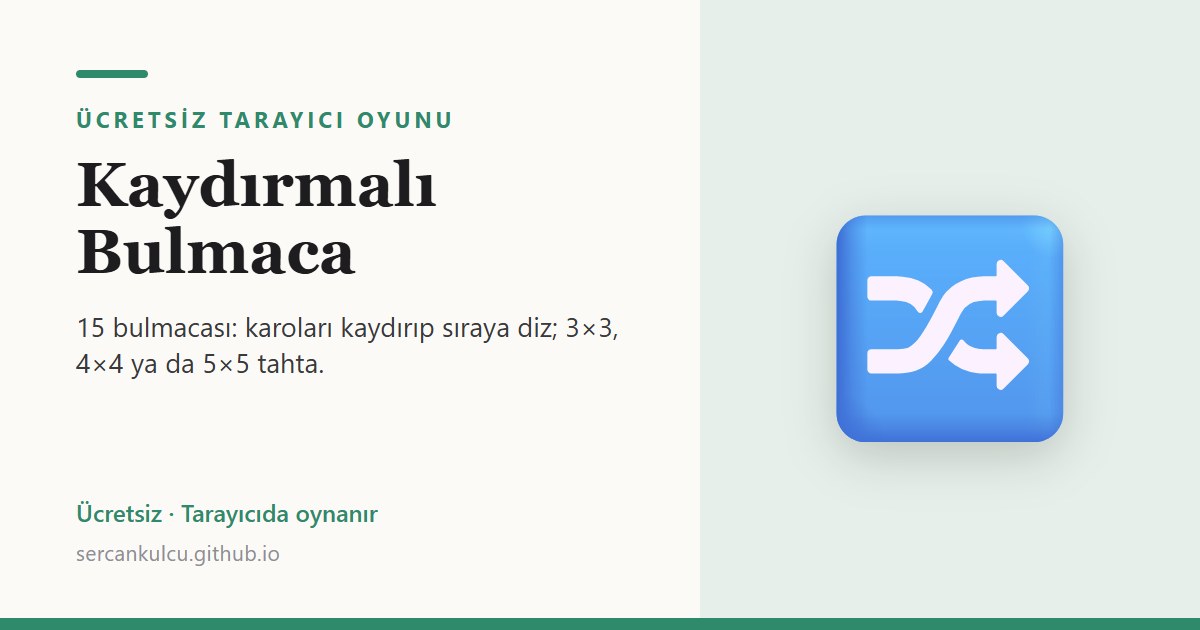 ÜCRETSİZ TARAYICI OYUNU
Kaydırmalı
Bulmaca
15 bulmacası: karoları kaydırıp sıraya diz; 3×3,
4×4 ya da 5×5 tahta.
Ücretsiz · Tarayıcıda oynanır
sercankulcu.github.io